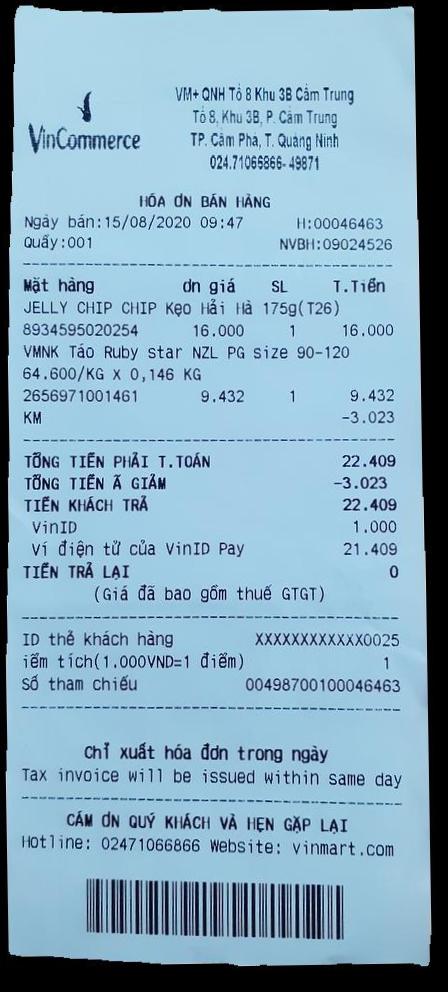 VinCommerce
VM+ QNH Tổ 8 Khu 3B Cẩm Trung
Tổ 8, Khu 3B, P. Cẩm Trung
TP. Cẩm Phả, T. Quảng Ninh
024.71066866-49871
HÓA ƠN BÁN HÀNG
Ngày bán:15/08/2020 09:47 H:00046463
Quầy:001 NVBH:09024526
Mặt hàng ơn giá SL T.Tiền
JELLY CHIP CHIP Kẹo Hải Hà 175g(T26)
8934595020254 16.000 1 16.000
VMNK Táo Ruby star NZL PG size 90-120
64.600/KG X 0,146 KG
2656971001461 9.432 1 9.432
KM -3.023
TỔNG TIỀN PHẢI T.TOÁN 22.409
TỔNG TIỀN Ã GIẢM -3.023
TIỀN KHÁCH TRẢ 22.409
VinID 1.000
Ví điện tử của VinID Pay 21.409
TIỀN TRẢ LẠI 0
(Giá đã bao gồm thuế GTGT)
ID thẻ khách hàng XXXXXXXXXXXX0025
iểm tích(1.000VND=1 điểm) 1
Số tham chiếu 00498700100046463
Chỉ xuất hóa đơn trong ngày
Tax invoice will be issued within same day
CÁM ƠN QUÝ KHÁCH VÀ HẸN GẶP LẠI
Hotline: 02471066866 Website: vinmart.com